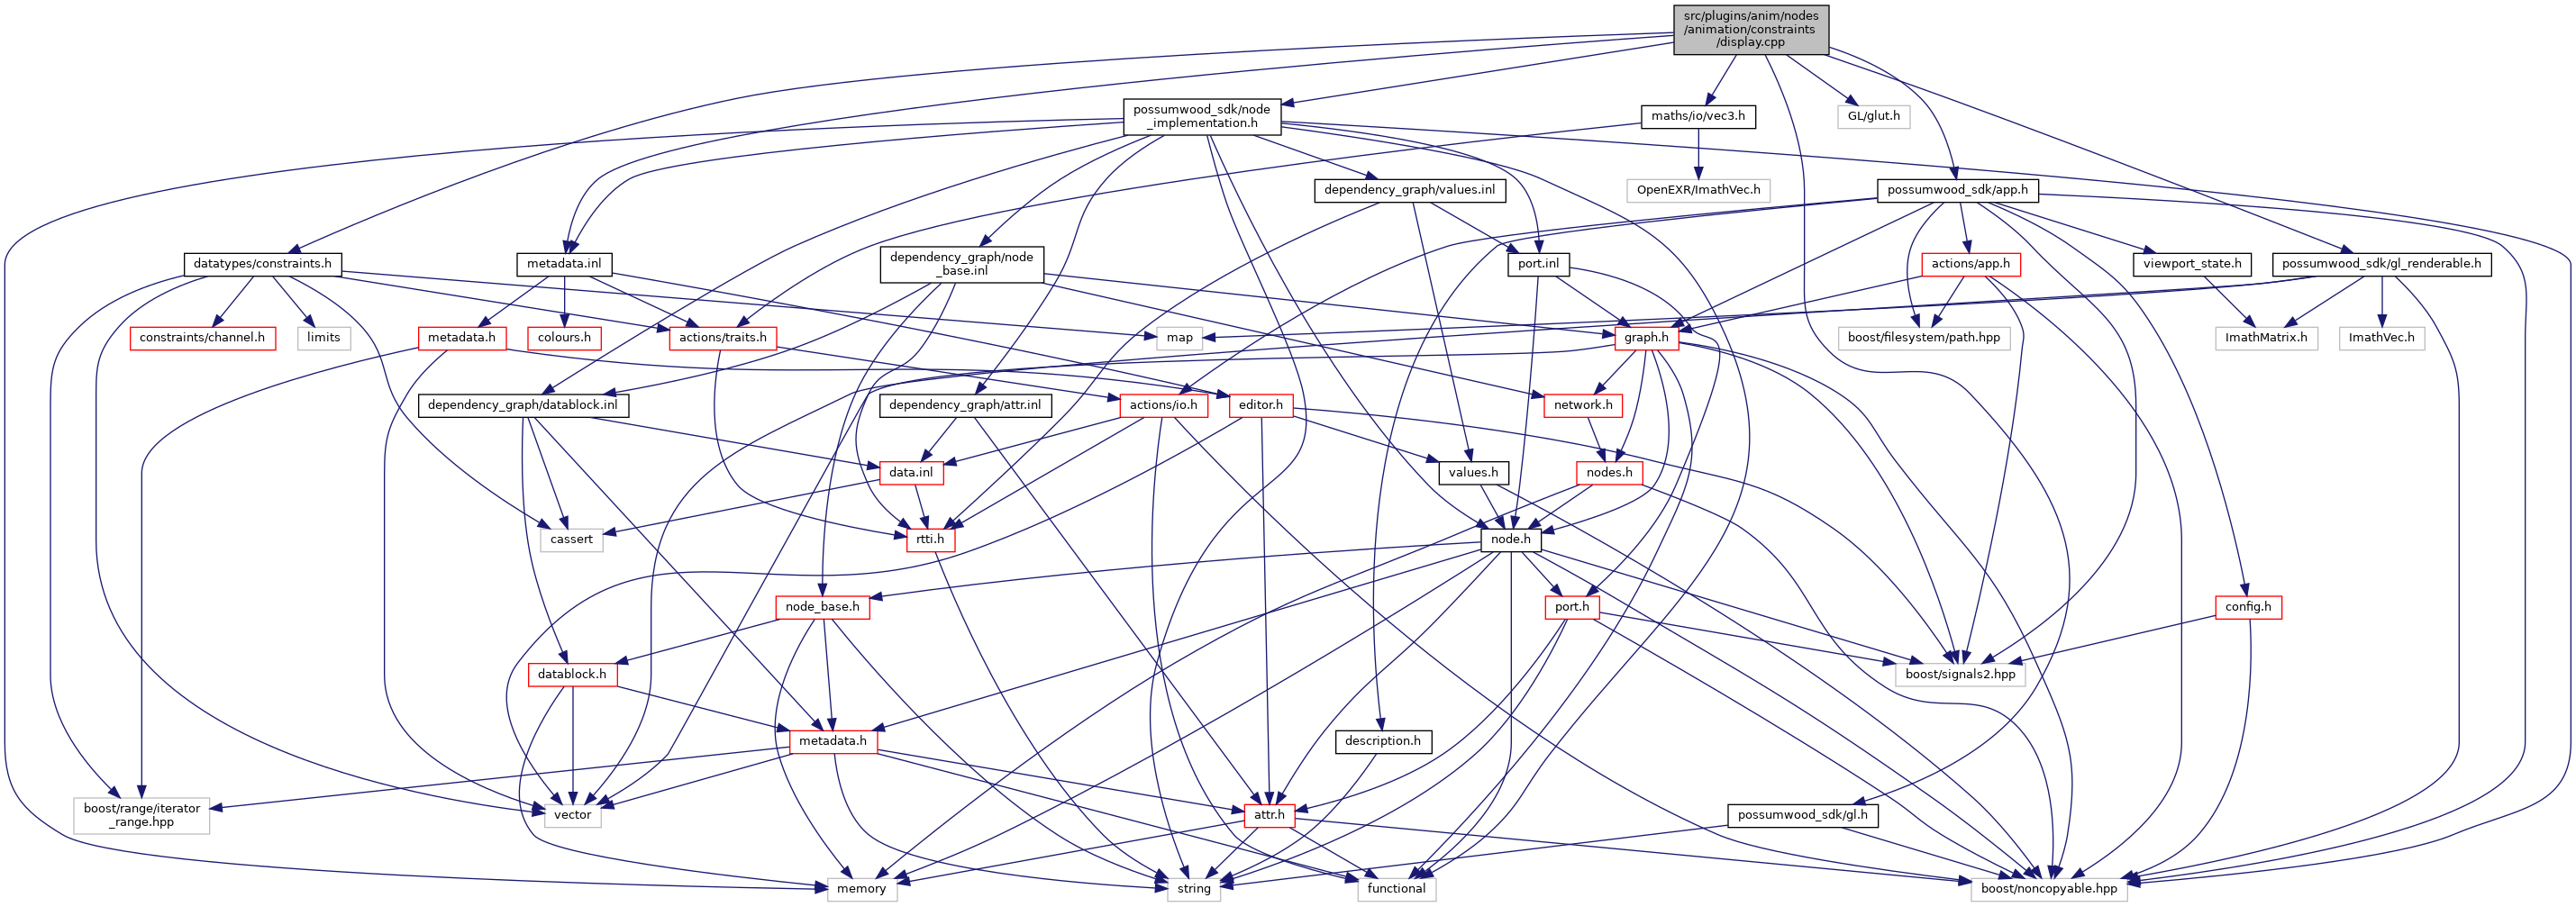 src/plugins/anim/nodes
/animation/constraints
/display.cpp
possumwood_sdk/node
_implementation.h
maths/io/vec3.h
GL/glut.h
dependency_graph/values.inl
OpenEXR/ImathVec.h
possumwood_sdk/app.h
datatypes/constraints.h
metadata.inl
dependency_graph/node
_base.inl
port.inl
actions/app.h
viewport_state.h
possumwood_sdk/gl_renderable.h
constraints/channel.h
limits
metadata.h
colours.h
actions/traits.h
map
graph.h
boost/filesystem/path.hpp
ImathMatrix.h
ImathVec.h
dependency_graph/datablock.inl
dependency_graph/attr.inl
actions/io.h
editor.h
network.h
data.inl
values.h
nodes.h
cassert
rtti.h
node.h
node_base.h
port.h
config.h
datablock.h
boost/signals2.hpp
metadata.h
description.h
boost/range/iterator
_range.hpp
vector
attr.h
possumwood_sdk/gl.h
memory
string
functional
boost/noncopyable.hpp